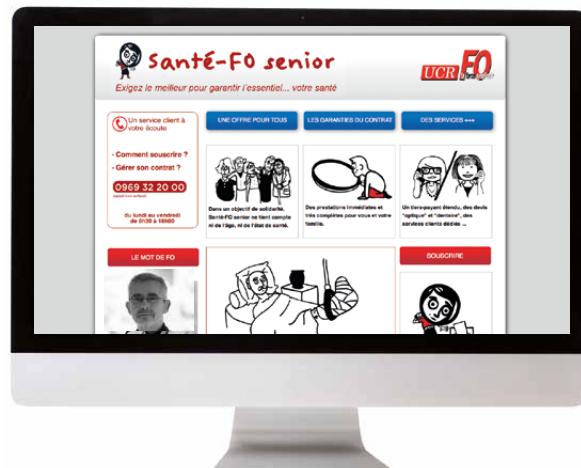 Santé-FO senior
UCR FO
Exigez le meilleur pour garantir l'essentiel... votre santé
Un service client à
votre écoute
- Comment souscrire ?
- Gérer son contrat ?
0969 32 20 00
du lundi au vendredi
de 8h30 à 18h00
UNE OFFRE POUR TOUS
LES GARANTIES DU CONTRAT
DES SERVICES +++
Dans un objectif de solidarité,
Santé-FO senior ne tient compte
ni de l'âge, ni de l'état de santé.
Des prestations immédiates et
très complètes pour vous et votre
famille.
Un tiers-payant étendu, des devis
"optique" et "dentaire", des
services clients dédiés ...
LE MOT DE FO
SOUSCRIRE